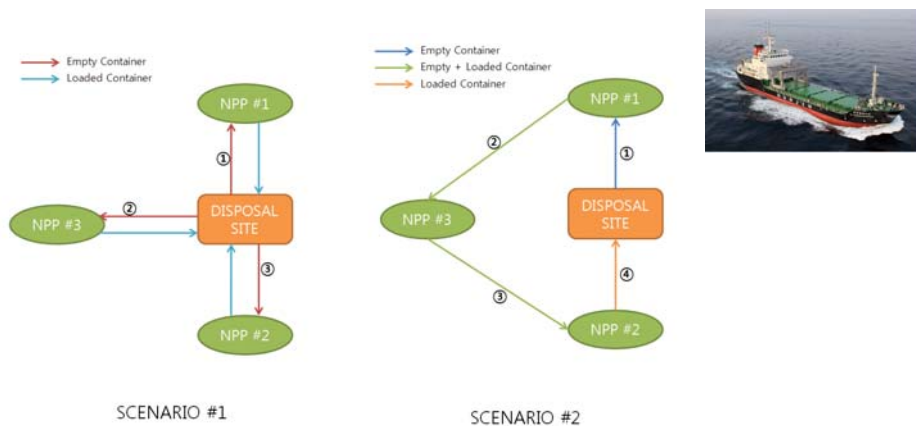 Empty Container
Loaded Container
NPP #1
①
②
DISPOSAL
SITE
NPP #3
③
NPP #2
SCENARIO #1
Empty Container
Empty + Loaded Container
Loaded Container
NPP #1
②
①
NPP #3
DISPOSAL
SITE
③
④
NPP #2
SCENARIO #2